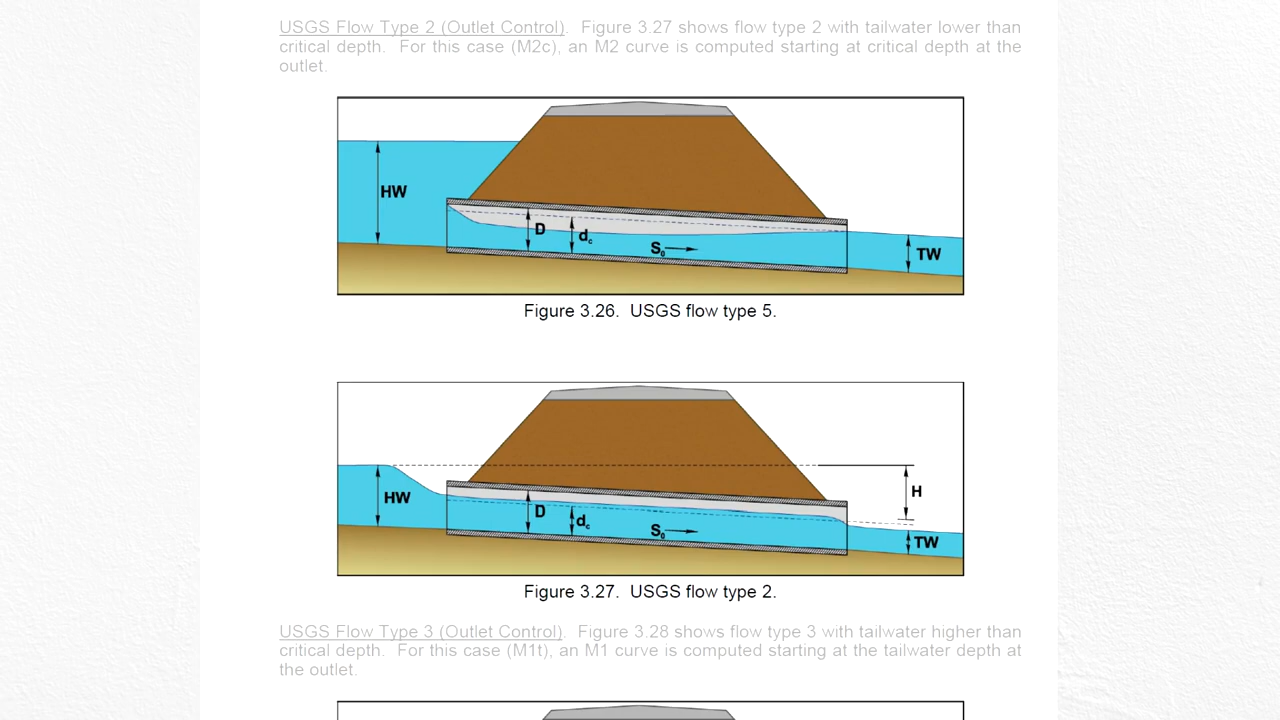 USGS Flow Type 2 (Outlet Control). Figure 3.27 shows flow type 2 with tailwater lower than
critical depth. For this case (M2c), an M2 curve is computed starting at critical depth at the
outlet.
HW
D
dc
S0
TW
Figure 3.26. USGS flow type 5.
H
HW
D
dc
S0
TW
Figure 3.27. USGS flow type 2.
USGS Flow Type 3 (Outlet Control). Figure 3.28 shows flow type 3 with tailwater higher than
critical depth. For this case (M1t), an M1 curve is computed starting at the tailwater depth at
the outlet.